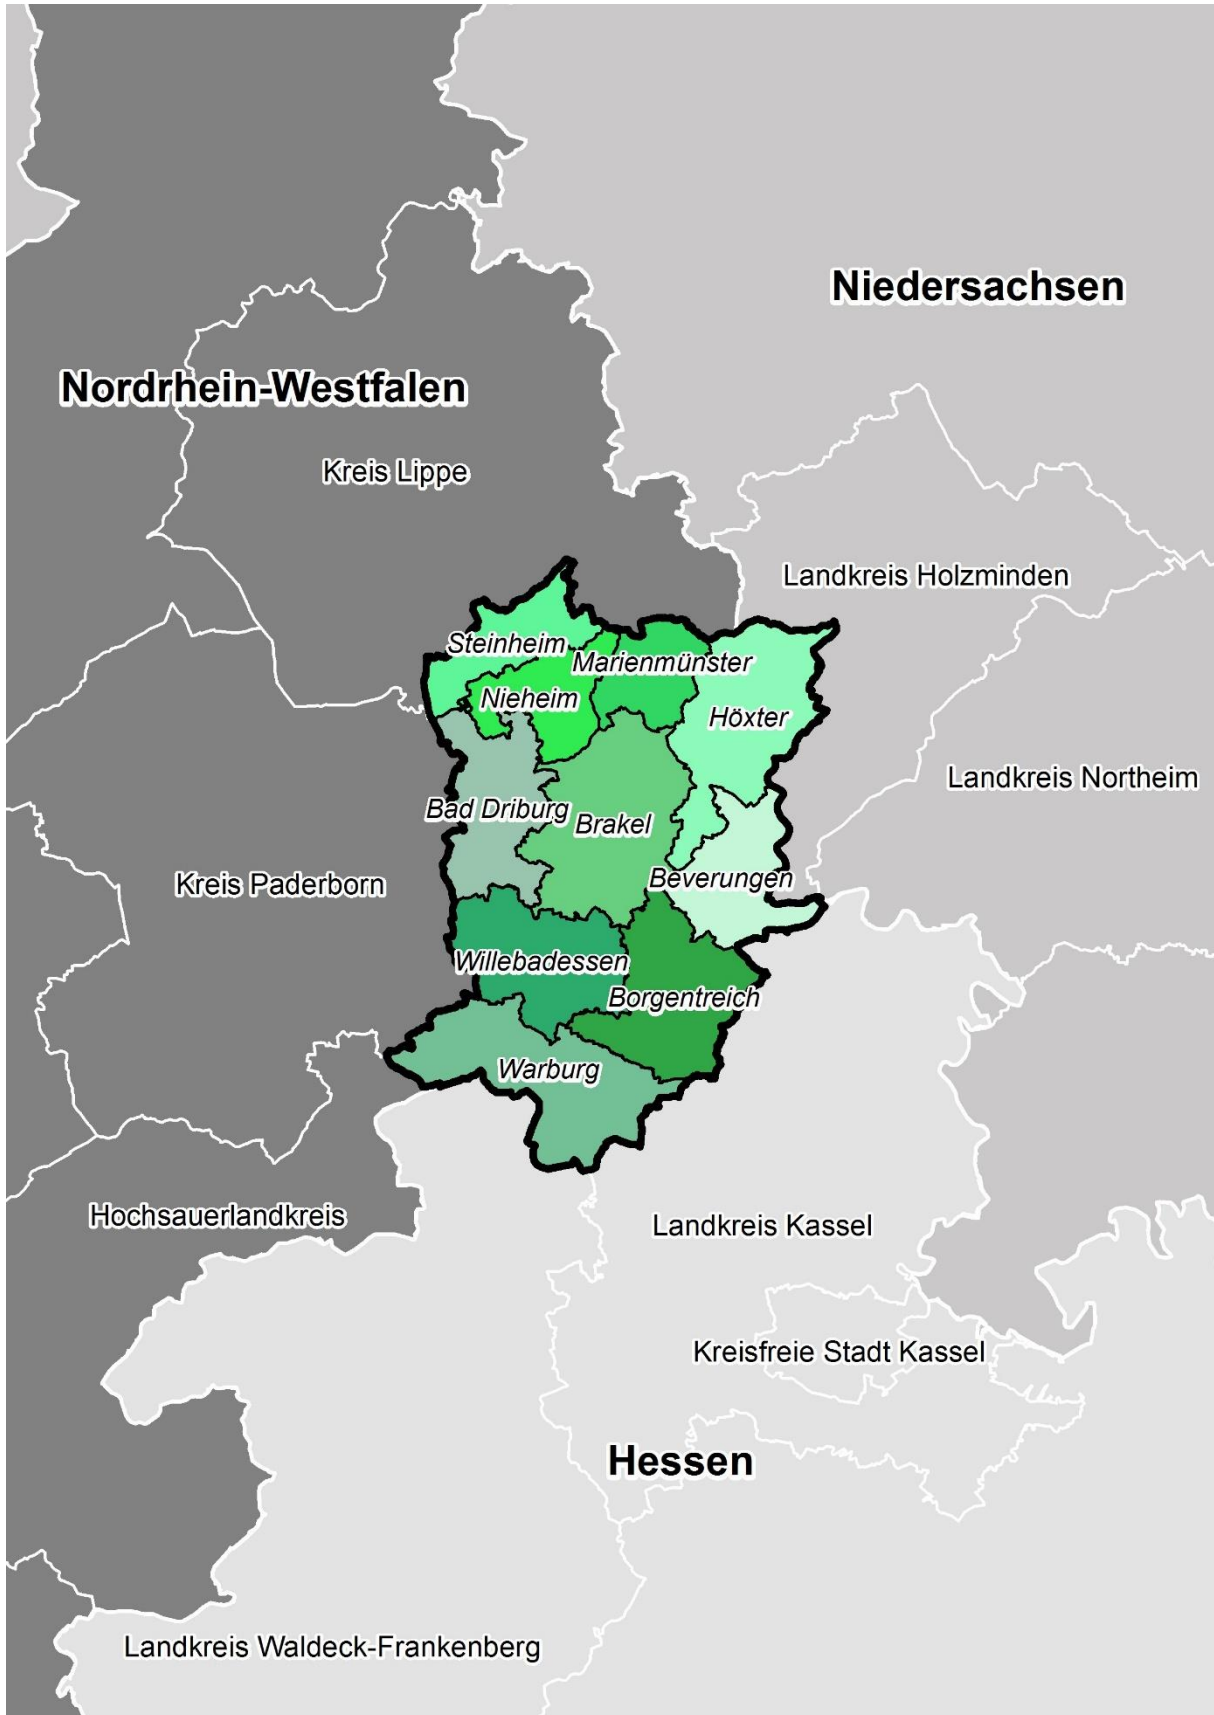 Niedersachsen
Nordrhein-Westfalen
Kreis Lippe
Landkreis Holzminden
Steinheim
Marienmünster
Nieheim
Höxter
Landkreis Northeim
Bad Driburg
Brakel
Kreis Paderborn
Beverungen
Willebadessen
Borgentreich
Warburg
Hochsauerlandkreis
Landkreis Kassel
Kreisfreie Stadt Kassel
Hessen
Landkreis Waldeck-Frankenberg